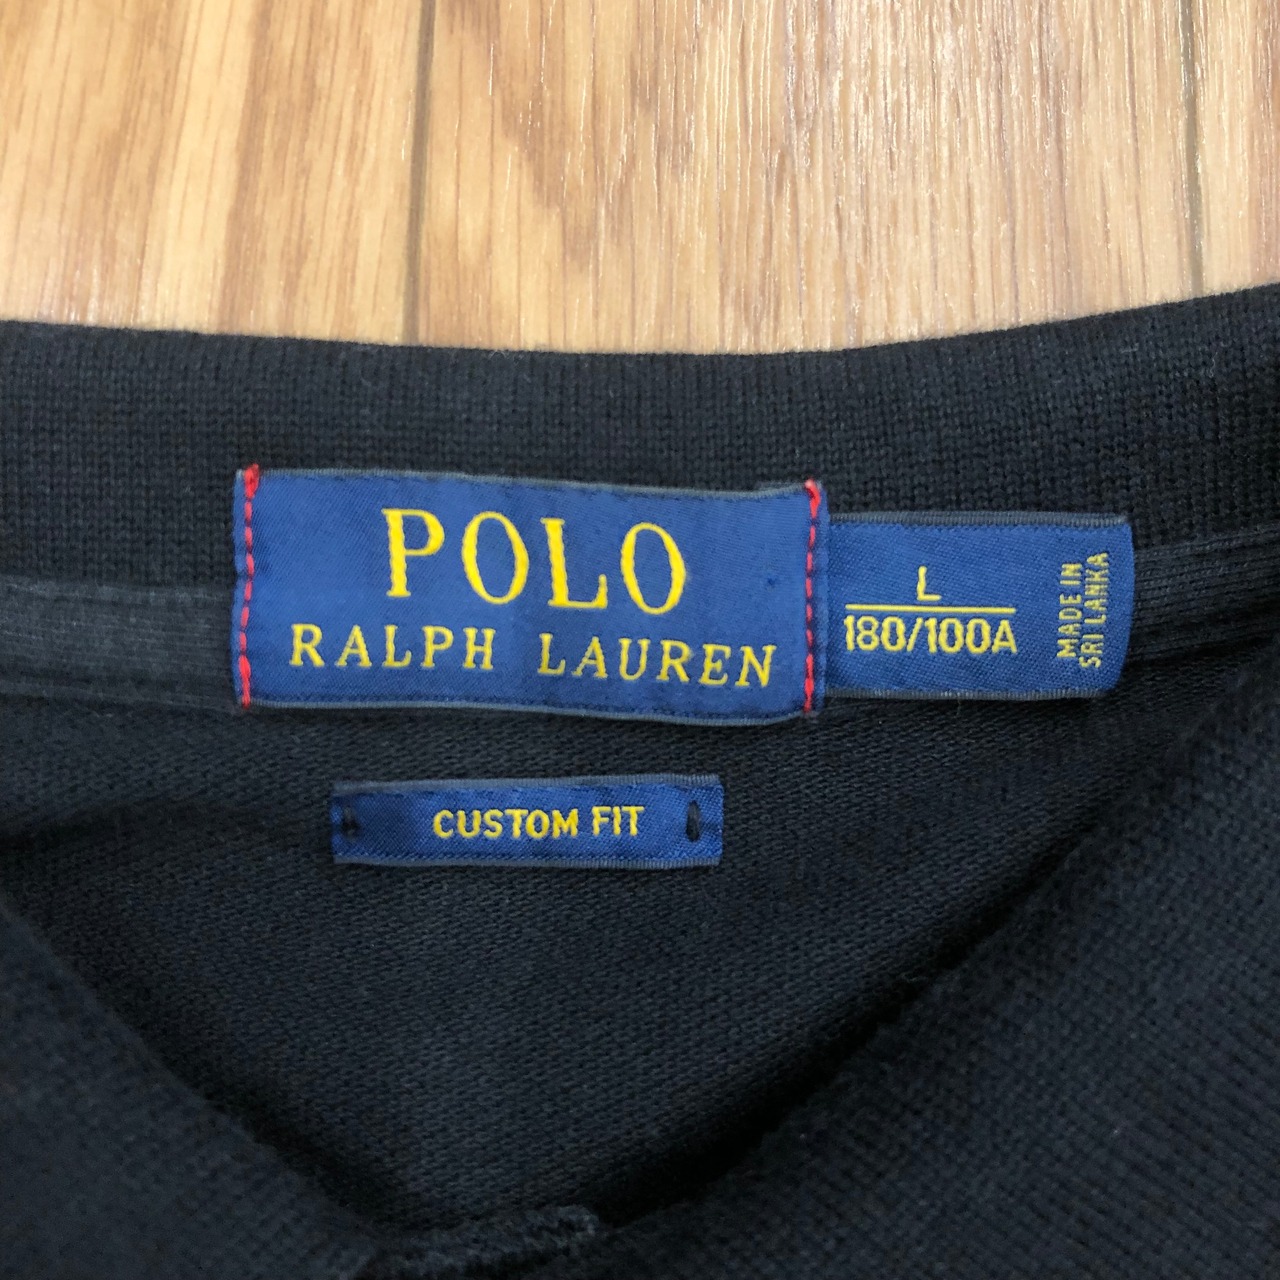 POLO
RALPH LAUREN
L
180/100A
MADE IN
SRI LANKA
CUSTOM FIT